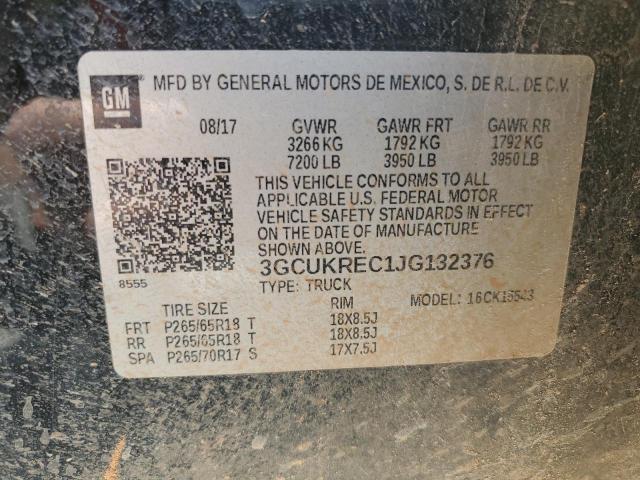 GM
MFD BY GENERAL MOTORS DE MEXICO, S. DE R.L. DE C.V.
08/17 GVWR GAWR FRT GAWR RR
3266 KG 1792 KG 1792 KG
7200 LB 3950 LB 3950 LB
THIS VEHICLE CONFORMS TO ALL
APPLICABLE U.S. FEDERAL MOTOR
VEHICLE SAFETY STANDARDS IN EFFECT
ON THE DATE OF MANUFACTURE
SHOWN ABOVE.
8555 3GCUKREC1JG132376
TYPE: TRUCK MODEL: 16CK15543
TIRE SIZE RIM
FRT P265/65R18 T 18X8.5J
RR P265/65R18 T 18X8.5J
SPA P265/70R17 S 17X7.5J